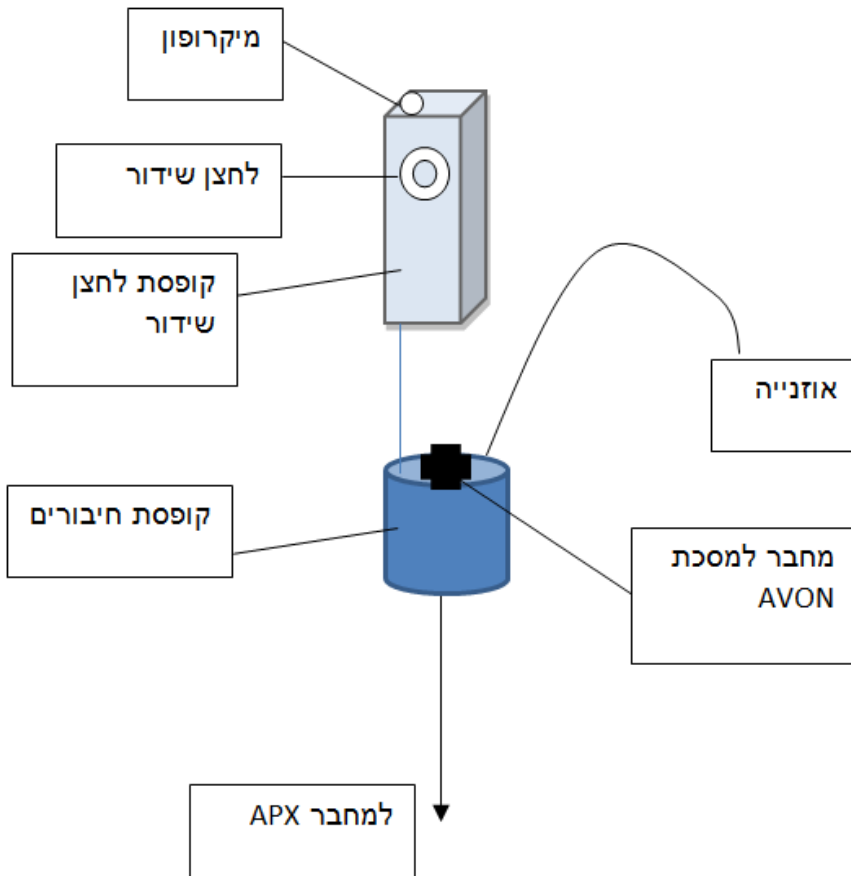 מיקרופון
לחצן שידור
קופסת לחצן
שידור
אוזנייה
קופסת חיבורים
מחבר למסכת
AVON
למחבר APX